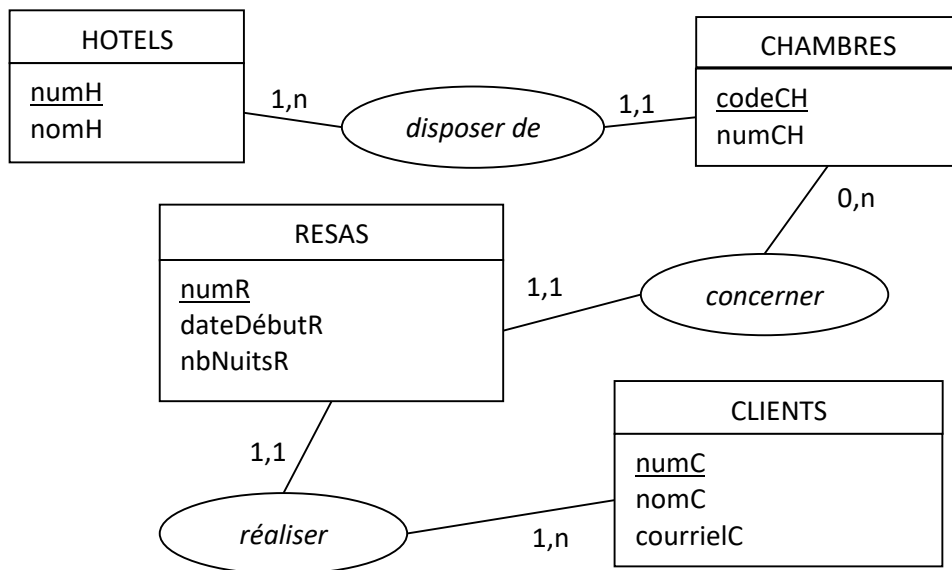 HOTELS
numH
nomH
1,n
disposer de
1,1
CHAMBRES
codeCH
numCH
0,n
concerner
1,1
RESAS
numR
dateDébutR
nbNuitsR
1,1
réaliser
1,n
CLIENTS
numC
nomC
courrielC